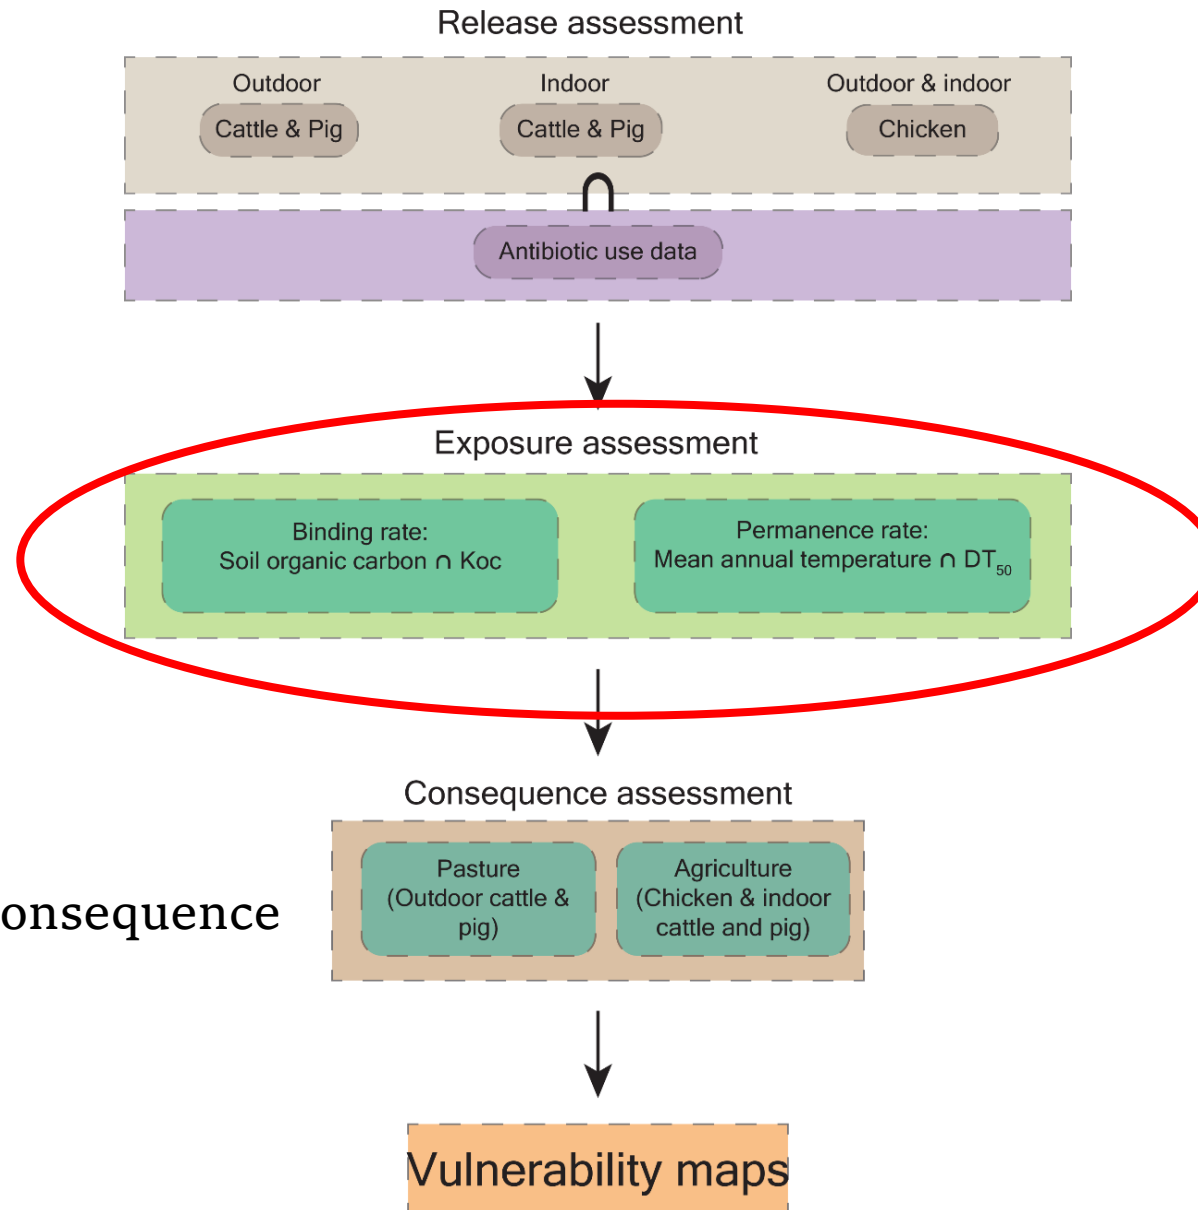 Release assessment
Outdoor
Indoor
Outdoor & indoor
Cattle & Pig
Cattle & Pig
Chicken
Antibiotic use data
Exposure assessment
Binding rate:
Soil organic carbon ∩ Koc
Permanence rate:
Mean annual temperature ∩ DT₅₀
Consequence assessment
Pasture
(Outdoor cattle &
pig)
Agriculture
(Chicken & indoor
cattle and pig)
onsequence
Vulnerability maps